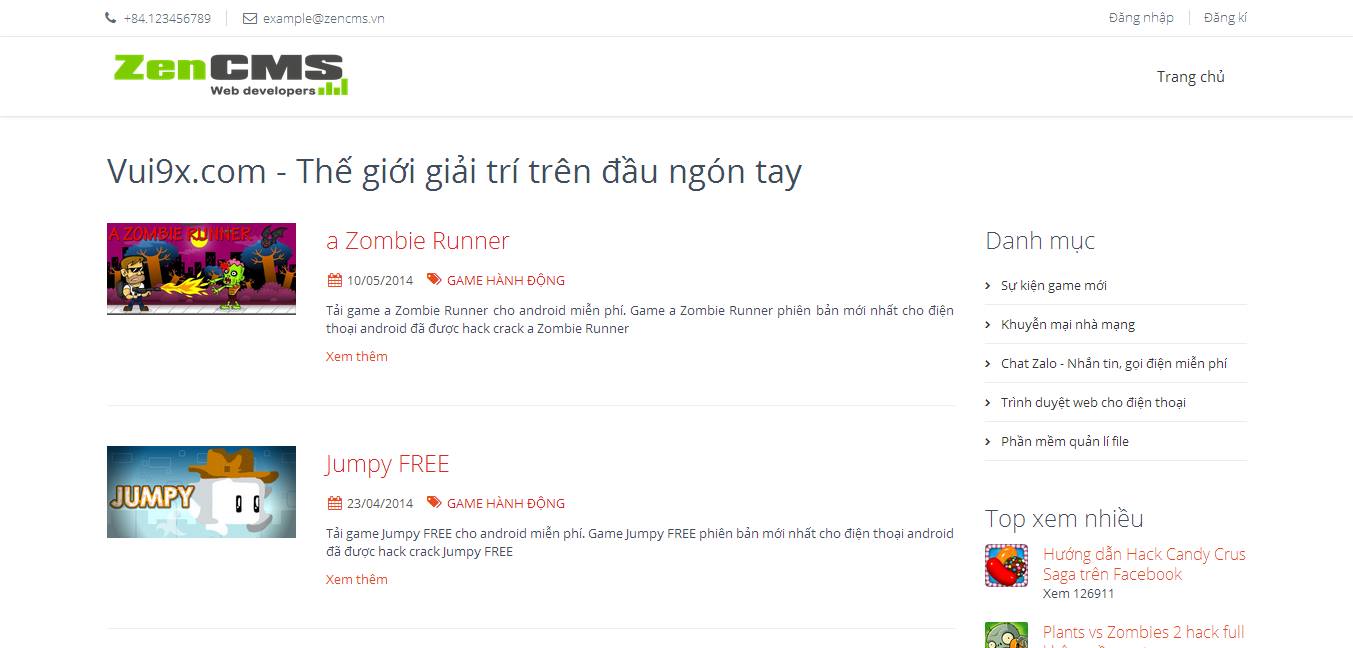 +84.123456789
example@zencms.vn
Đăng nhập
Đăng kí
ZenCMS
Web developers
Trang chủ
Vui9x.com - Thế giới giải trí trên đầu ngón tay
A ZOMBIE RUNNER
a Zombie Runner
10/05/2014 GAME HÀNH ĐỘNG
Tải game a Zombie Runner cho android miễn phí. Game a Zombie Runner phiên bản mới nhất cho điện
thoại android đã được hack crack a Zombie Runner
Xem thêm
JUMPY
Jumpy FREE
23/04/2014 GAME HÀNH ĐỘNG
Tải game Jumpy FREE cho android miễn phí. Game Jumpy FREE phiên bản mới nhất cho điện thoại android
đã được hack crack Jumpy FREE
Xem thêm
Danh mục
Sự kiện game mới
Khuyễn mại nhà mạng
Chat Zalo - Nhắn tin, gọi điện miễn phí
Trình duyệt web cho điện thoại
Phần mềm quản lí file
Top xem nhiều
Hướng dẫn Hack Candy Crus
Saga trên Facebook
Xem 126911
Plants vs Zombies 2 hack full